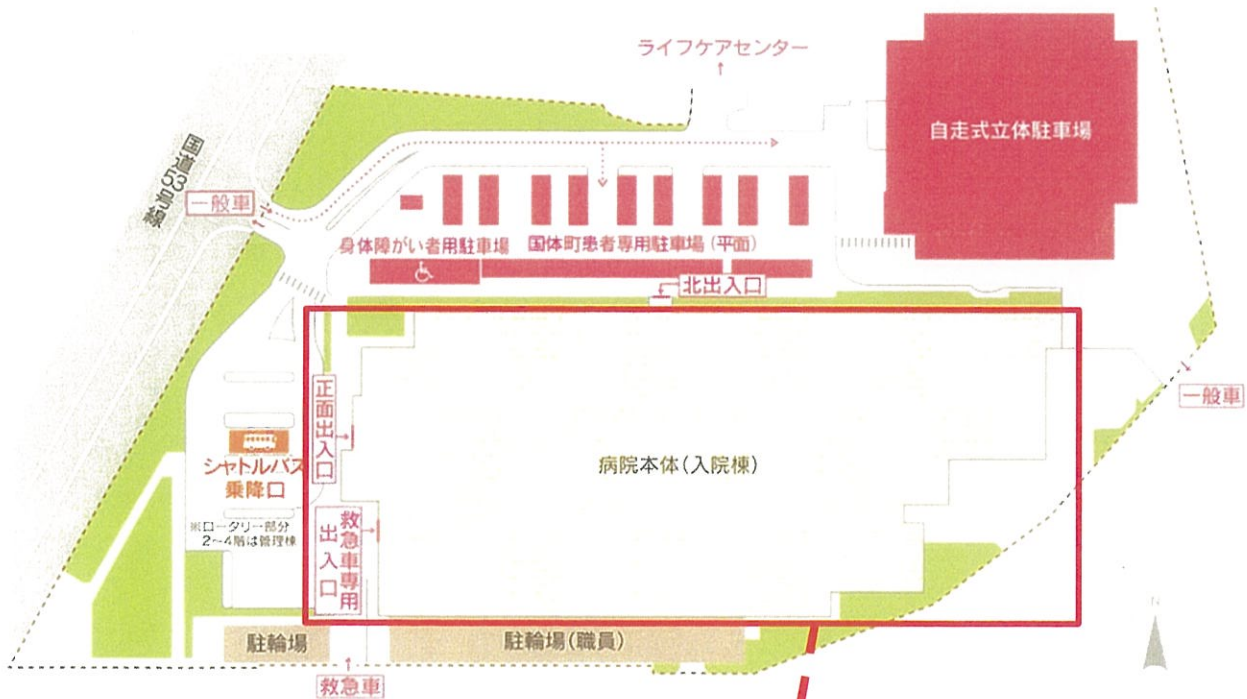 ライフケアセンター
自走式立体駐車場
国道53号線
一般車
身体障がい者用駐車場
国体町患者専用駐車場(平面)
北出入口
正面出入口
一般車
シャトルバス
乗降口
病院本体(入院棟)
※ロータリー部分
2〜4階は管理棟
救急車専用
出入口
駐輪場
駐輪場(職員)
救急車
N